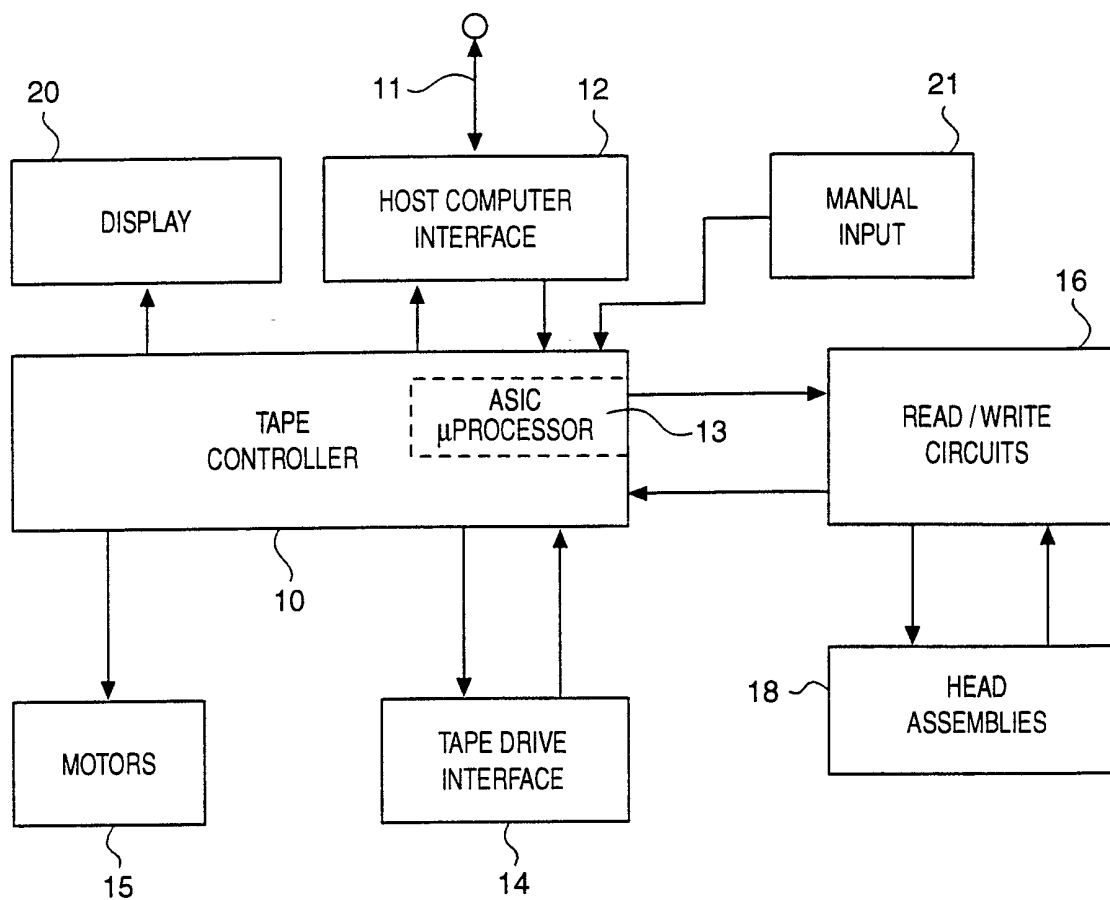 20
11
12
21
DISPLAY
HOST COMPUTER
INTERFACE
MANUAL
INPUT
16
TAPE
CONTROLLER
ASIC
μPROCESSOR
13
READ / WRITE
CIRCUITS
10
18
HEAD
ASSEMBLIES
MOTORS
TAPE DRIVE
INTERFACE
15
14